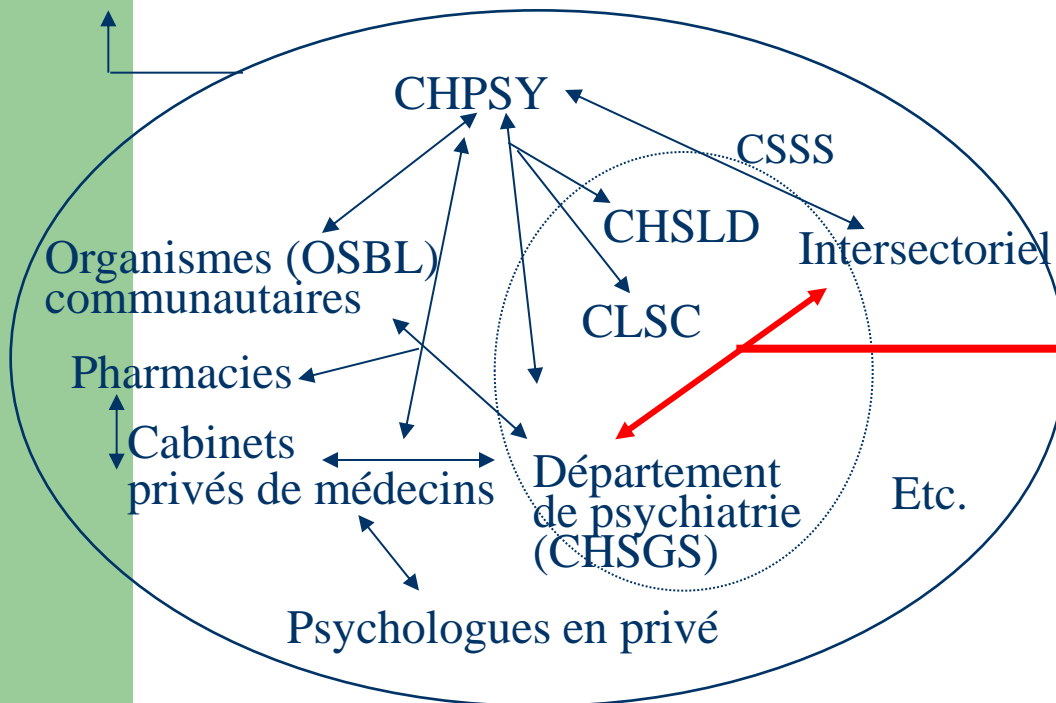 CHPSY
CSSS
CHSLD
Intersectoriel
Organismes (OSBL)
communautaires
CLSC
Pharmacies
Cabinets
privés de médecins
Département
de psychiatrie
(CHSGS)
Etc.
Psychologues en privé